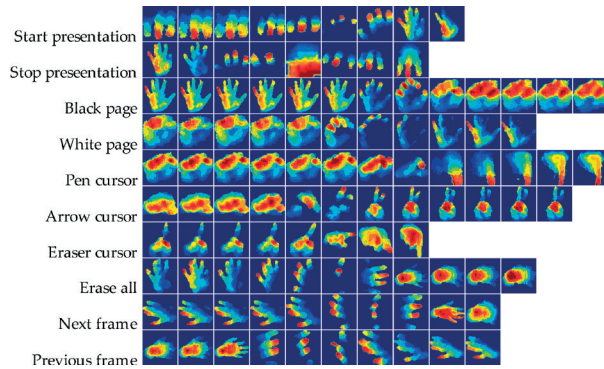 Start presentation
Stop preseentation
Black page
White page
Pen cursor
Arrow cursor
Eraser cursor
Erase all
Next frame
Previous frame